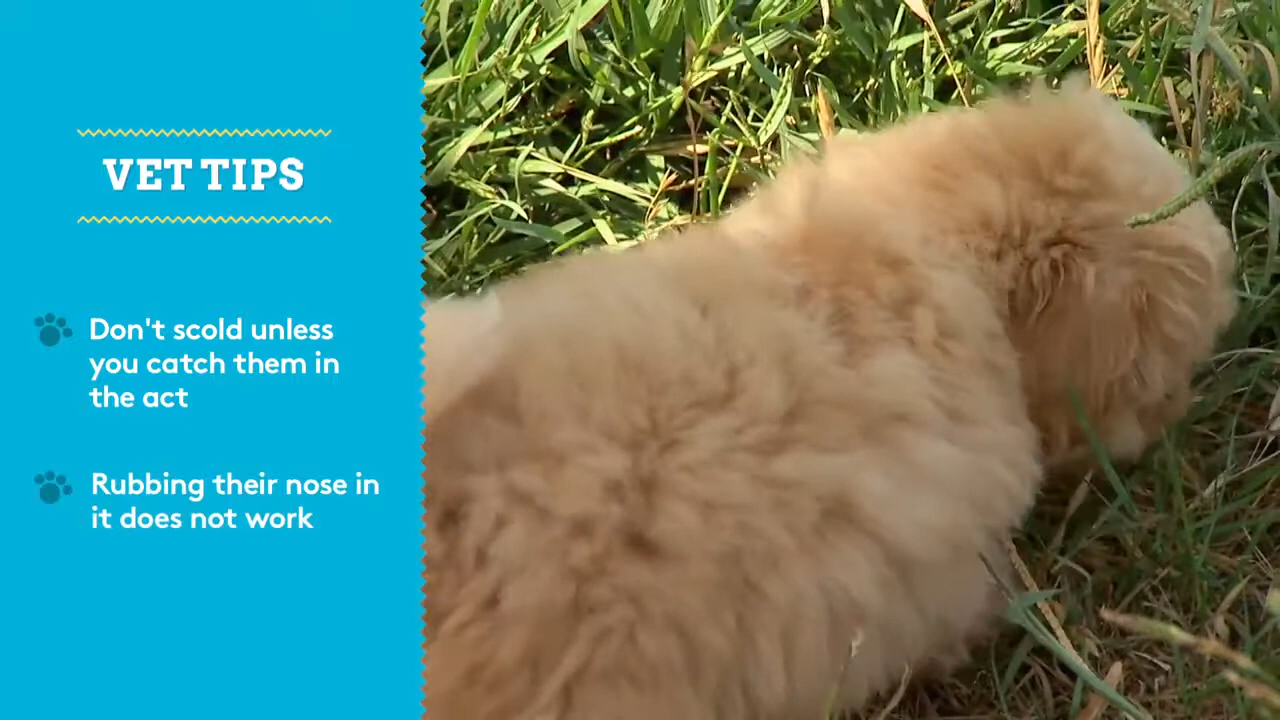 VET TIPS
Don't scold unless
you catch them in
the act
Rubbing their nose in
it does not work